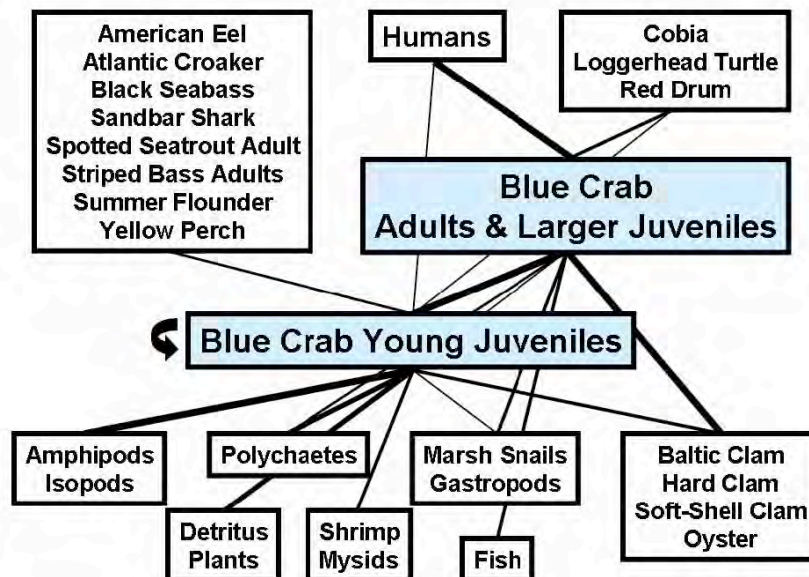 American Eel
Atlantic Croaker
Black Seabass
Sandbar Shark
Spotted Seatrout Adult
Striped Bass Adults
Summer Flounder
Yellow Perch
Humans
Cobia
Loggerhead Turtle
Red Drum
Blue Crab
Adults & Larger Juveniles
Blue Crab Young Juveniles
Amphipods
Isopods
Polychaetes
Marsh Snails
Gastropods
Baltic Clam
Hard Clam
Soft-Shell Clam
Oyster
Detritus
Plants
Shrimp
Mysids
Fish